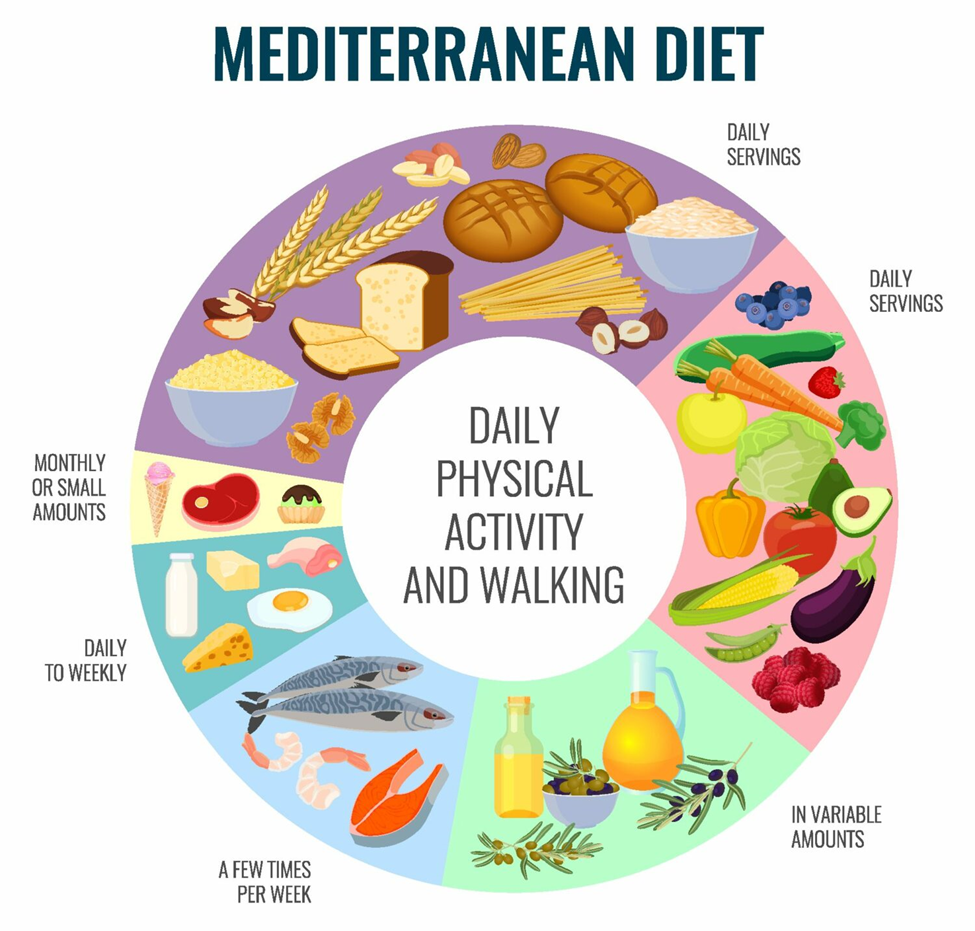 MEDITERRANEAN DIET
DAILY
SERVINGS
DAILY
SERVINGS
DAILY
PHYSICAL
ACTIVITY
AND WALKING
MONTHLY
OR SMALL
AMOUNTS
DAILY
TO WEEKLY
IN VARIABLE
AMOUNTS
A FEW TIMES
PER WEEK